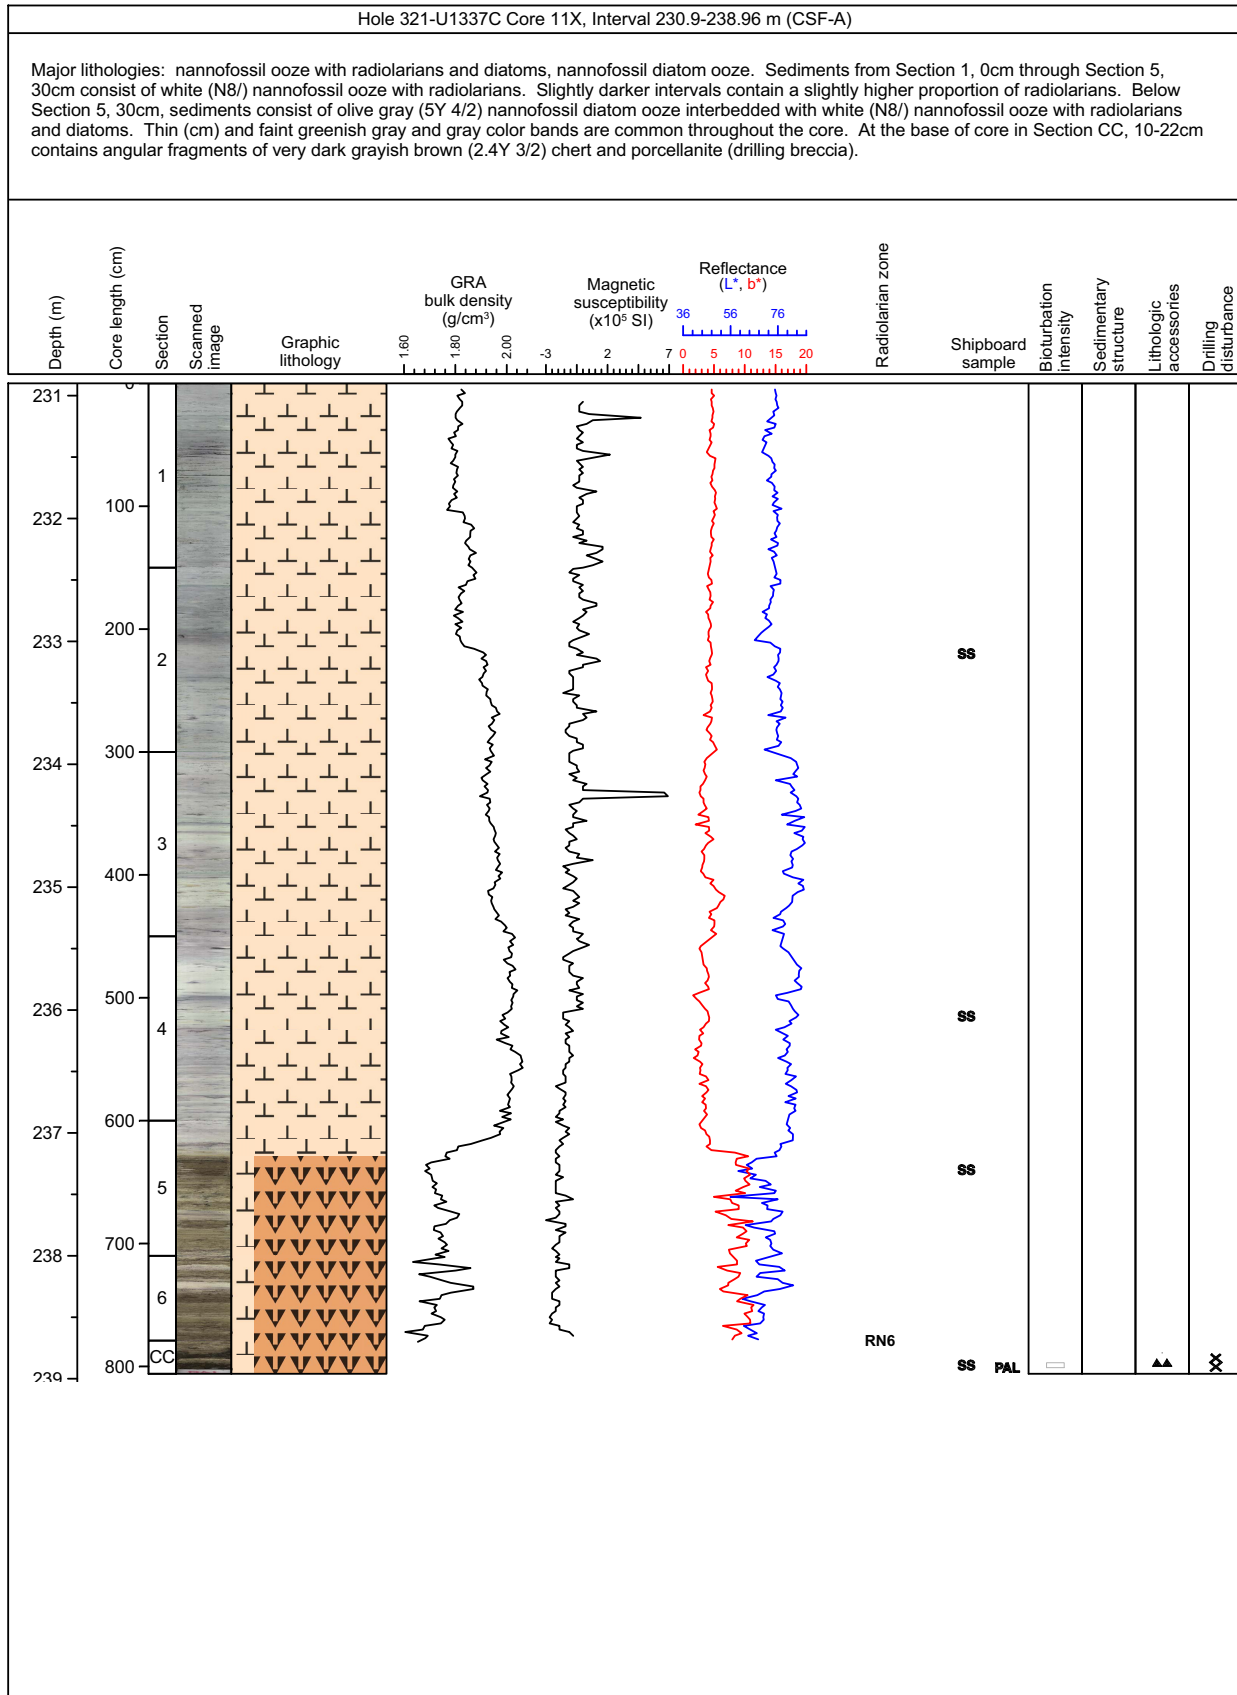 Hole 321-U1337C Core 11X, Interval 230.9-238.96 m (CSF-A)
Major lithologies: nannofossil ooze with radiolarians and diatoms, nannofossil diatom ooze. Sediments from Section 1, 0cm through Section 5,
30cm consist of white (N8/) nannofossil ooze with radiolarians. Slightly darker intervals contain a slightly higher proportion of radiolarians. Below
Section 5, 30cm, sediments consist of olive gray (5Y 4/2) nannofossil diatom ooze interbedded with white (N8/) nannofossil ooze with radiolarians
and diatoms. Thin (cm) and faint greenish gray and gray color bands are common throughout the core. At the base of core in Section CC, 10-22cm
contains angular fragments of very dark grayish brown (2.4Y 3/2) chert and porcellanite (drilling breccia).
Depth (m)
Core length (cm)
Section
Scanned
image
Graphic
lithology
GRA
bulk density
(g/cm³)
1.60 1.80 2.00
Magnetic
susceptibility
(x10⁵ SI)
-3 2 7
Reflectance
(L*, b*)
36 56 76
0 5 10 15 20
Radiolarian zone
Shipboard
sample
Bioturbation
intensity
Sedimentary
structure
Lithologic
accessories
Drilling
disturbance
0
231
1
100
232
200
233
2
SS
300
234
3
400
235
500
236
4
SS
600
237
SS
5
700
238
6
RN6
CC
800
SS PAL
239